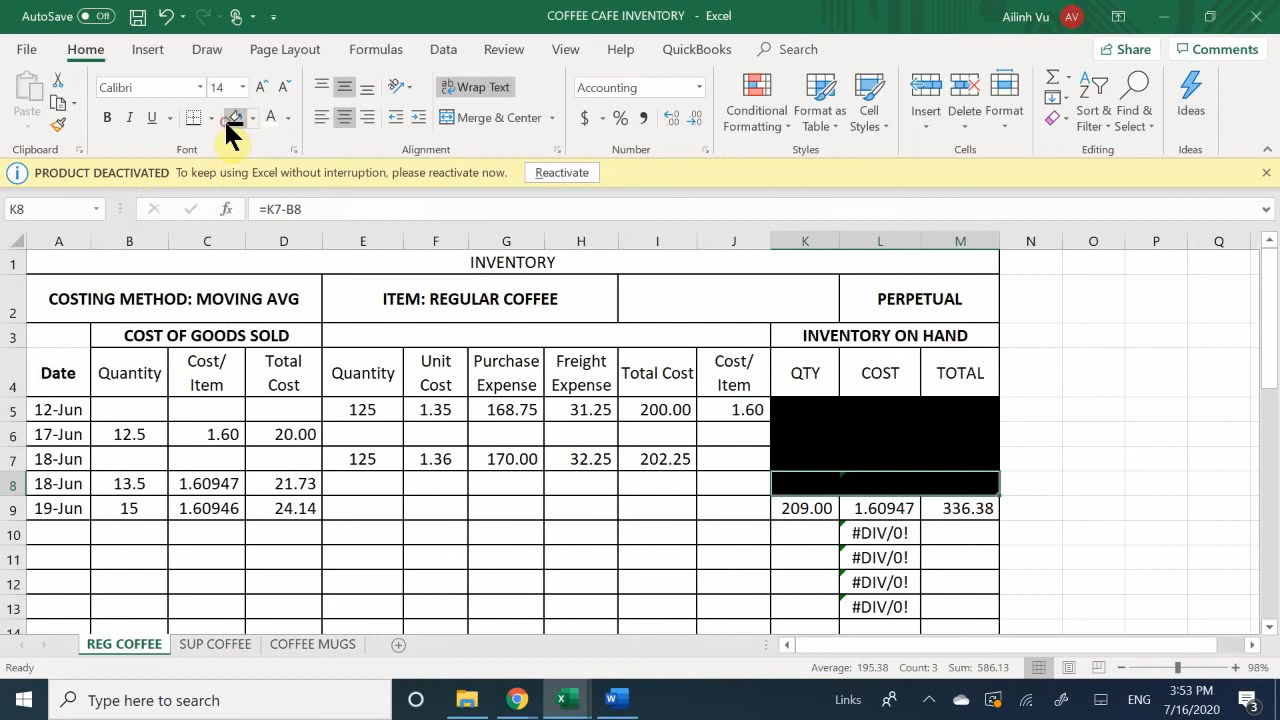 AutoSave Off COFFEE CAFE INVENTORY - Excel Ailinh Vu AV
File Home Insert Draw Page Layout Formulas Data Review View Help QuickBooks Search Share Comments
Paste Calibri 14 Wrap Text Accounting Conditional Formatting Format as Table Cell Styles Insert Delete Format Sort & Filter Find & Select Ideas
B I U A Merge & Center $ %
Clipboard Font Alignment Number Styles Cells Editing Ideas
PRODUCT DEACTIVATED To keep using Excel without interruption, please reactivate now. Reactivate
K8 fx =K7-B8
A B C D E F G H I J K L M N O P Q
1 INVENTORY
2 COSTING METHOD: MOVING AVG ITEM: REGULAR COFFEE PERPETUAL
3 COST OF GOODS SOLD INVENTORY ON HAND
4 Date Quantity Cost/ Item Total Cost Quantity Unit Cost Purchase Expense Freight Expense Total Cost Cost/ Item QTY COST TOTAL
5 12-Jun 125 1.35 168.75 31.25 200.00 1.60
6 17-Jun 12.5 1.60 20.00
7 18-Jun 125 1.36 170.00 32.25 202.25
8 18-Jun 13.5 1.60947 21.73
9 19-Jun 15 1.60946 24.14 209.00 1.60947 336.38
10 #DIV/0!
11 #DIV/0!
12 #DIV/0!
13 #DIV/0!
14
REG COFFEE SUP COFFEE COFFEE MUGS
Ready Average: 195.38 Count: 3 Sum: 586.13 98%
Type here to search Links ENG 3:53 PM
7/16/2020 3